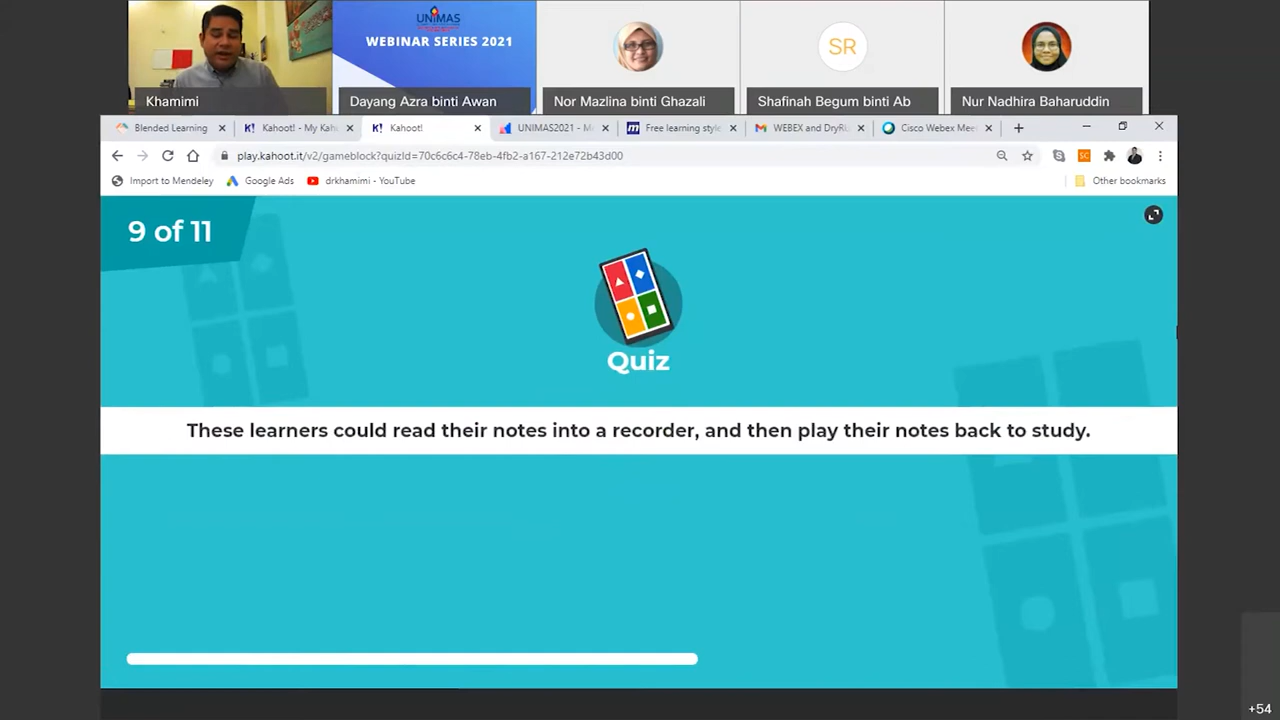 UNIMAS
WEBINAR SERIES 2021
Khamimi
Dayang Azra binti Awan
Nor Mazlina binti Ghazali
SR
Shafinah Begum binti Ab
Nur Nadhira Baharuddin
Blended Learning
Kahoot! - My Kah
Kahoot!
UNIMAS2021 - M
Free learning style
WEBEX and DryRU
Cisco Webex Mee
play.kahoot.it/v2/gameblock?quizId=70c6c6c4-78eb-4fb2-a167-212e72b43d00
SC
Import to Mendeley
Google Ads
drkhamimi - YouTube
Other bookmarks
9 of 11
Quiz
These learners could read their notes into a recorder, and then play their notes back to study.
+54